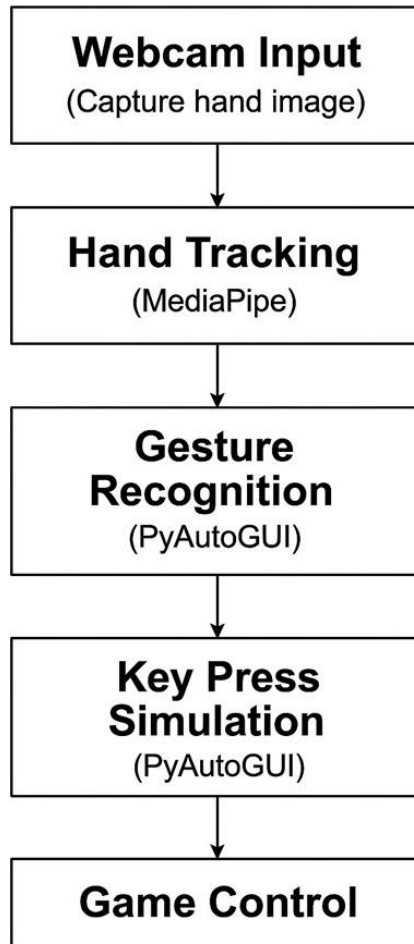 Webcam Input
(Capture hand image)
Hand Tracking
(MediaPipe)
Gesture
Recognition
(PyAutoGUI)
Key Press
Simulation
(PyAutoGUI)
Game Control